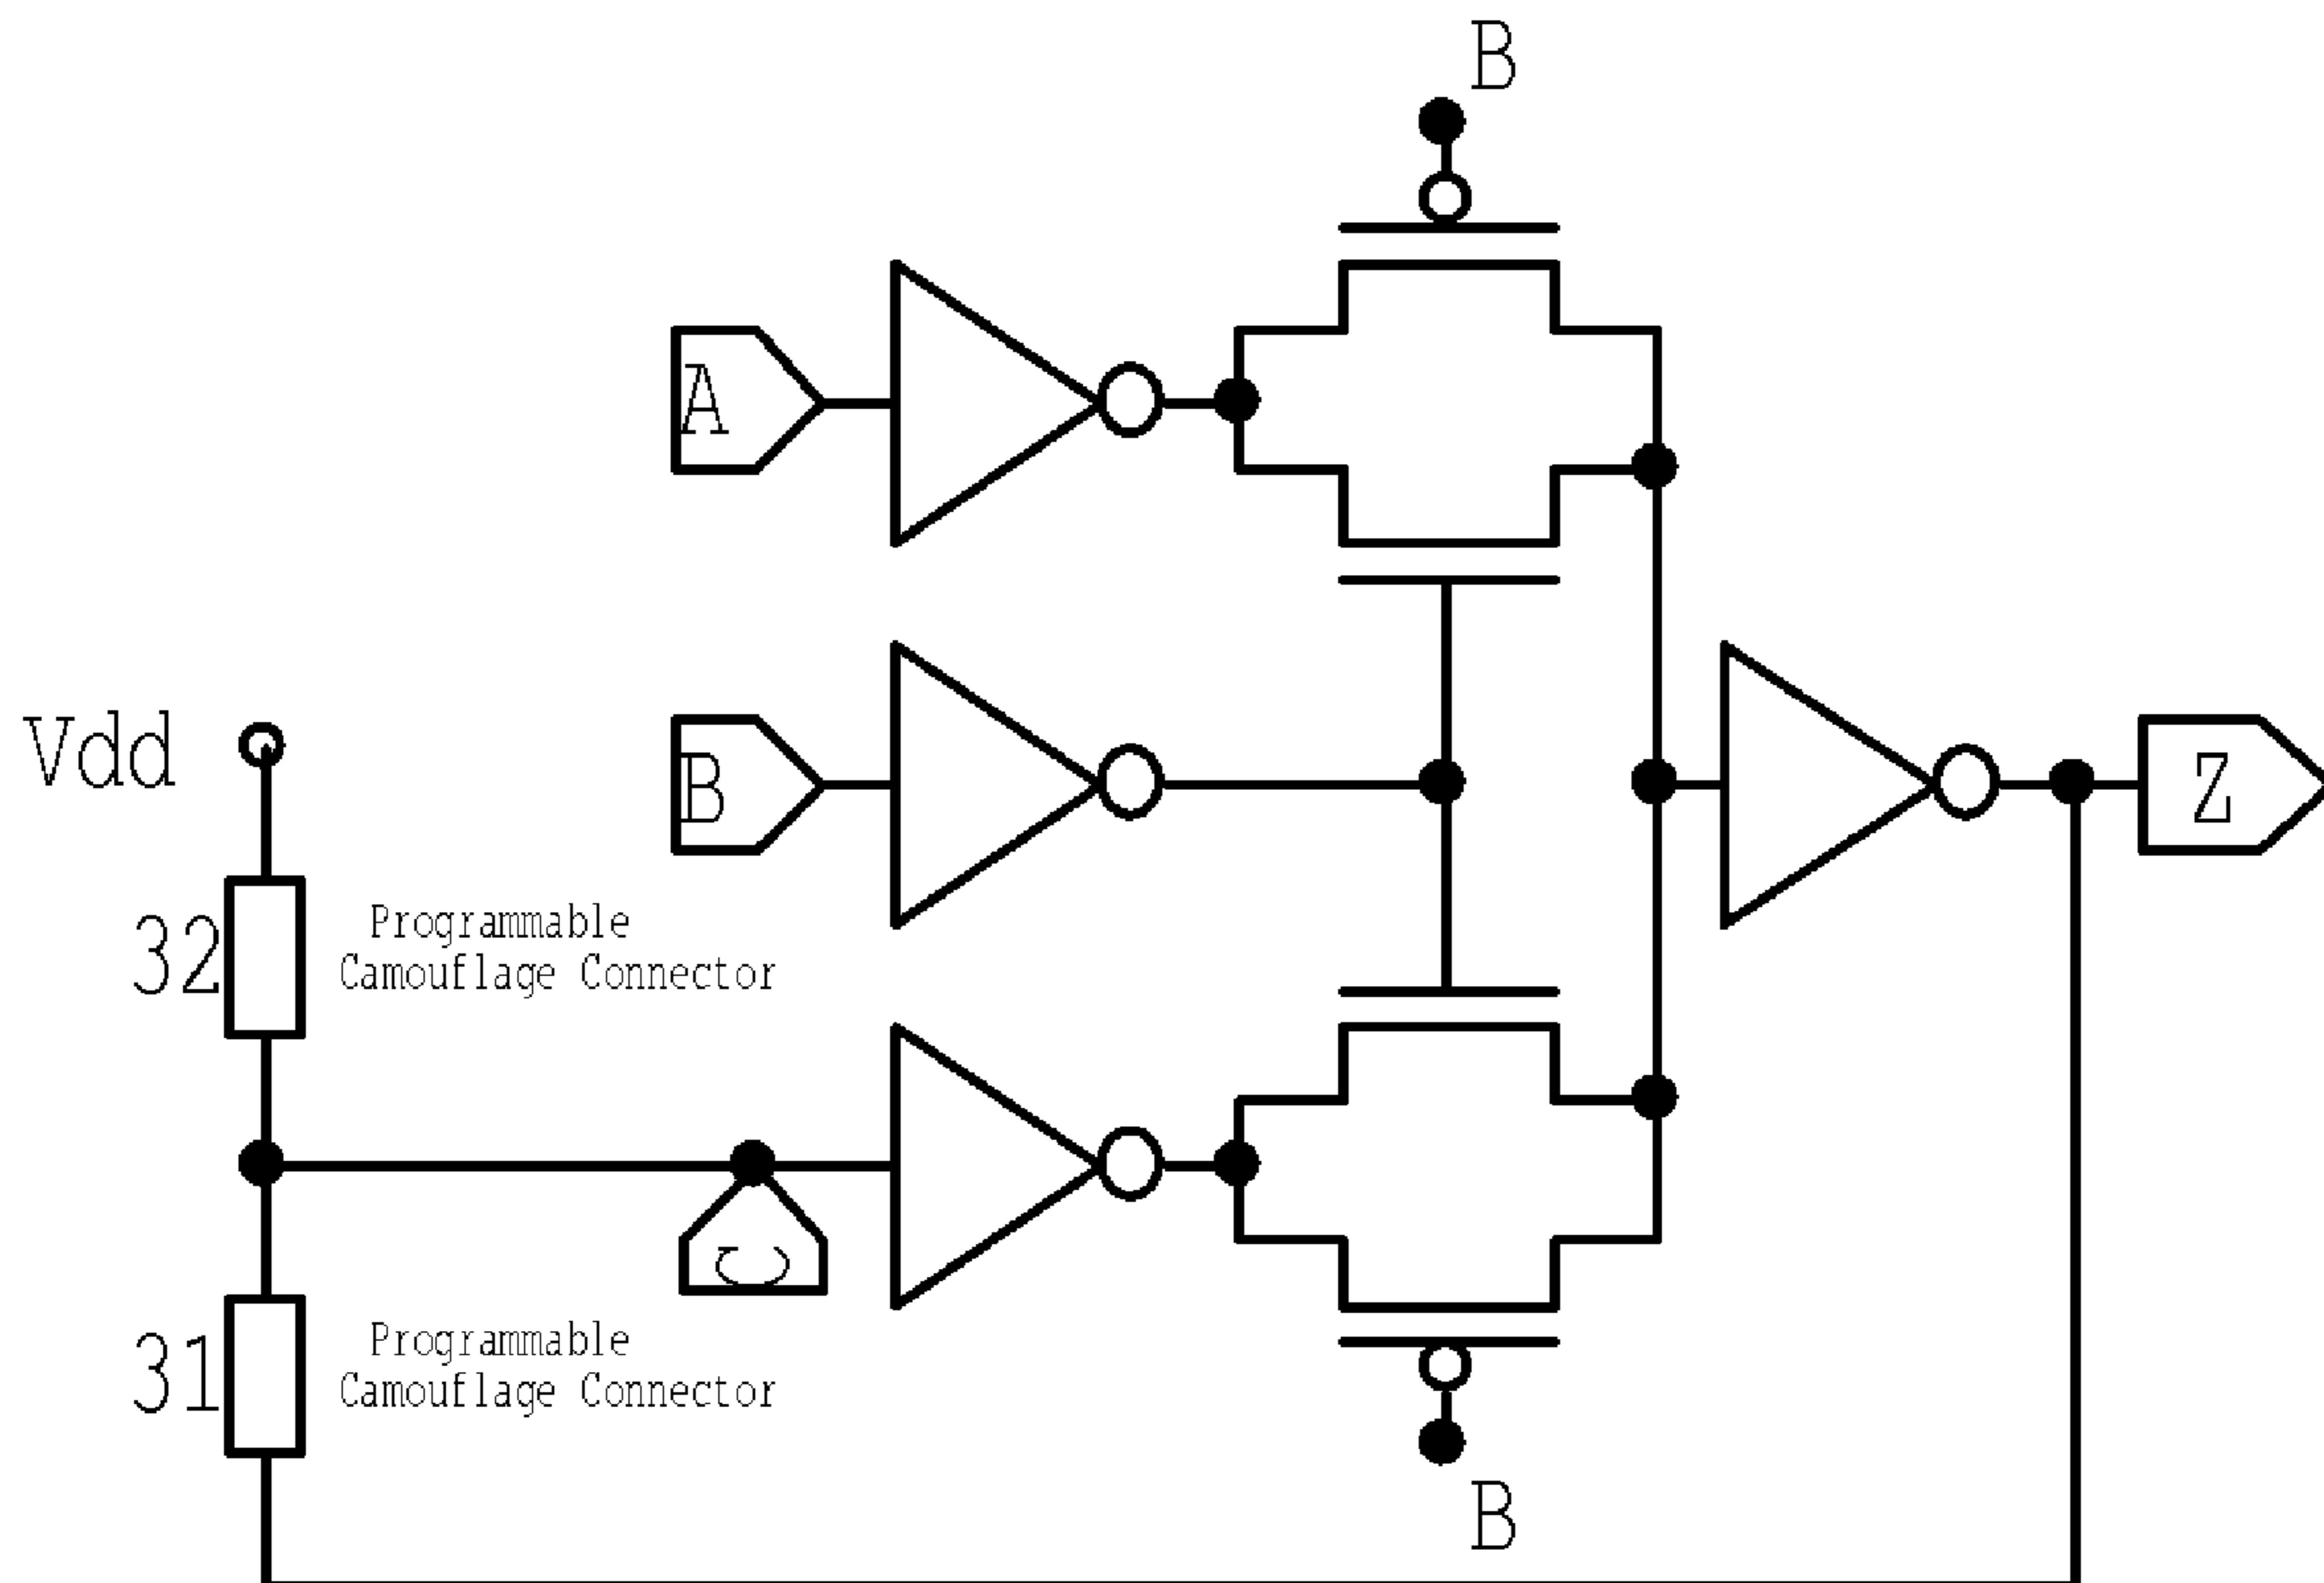 B
A
Vdd
B
Z
32
Programmable
Camouflage Connector
C
31
Programmable
Camouflage Connector
B